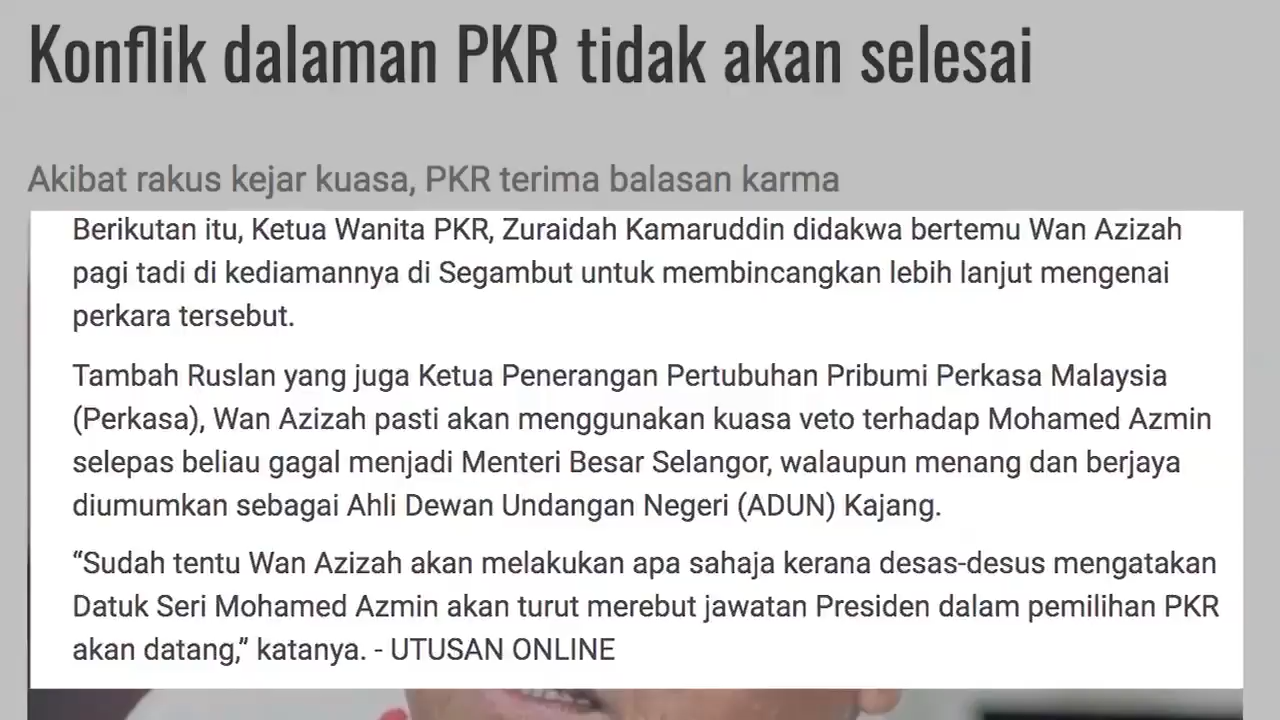 Konflik dalaman PKR tidak akan selesai
Akibat rakus kejar kuasa, PKR terima balasan karma
Berikutan itu, Ketua Wanita PKR, Zuraidah Kamaruddin didakwa bertemu Wan Azizah
pagi tadi di kediamannya di Segambut untuk membincangkan lebih lanjut mengenai
perkara tersebut.
Tambah Ruslan yang juga Ketua Penerangan Pertubuhan Pribumi Perkasa Malaysia
(Perkasa), Wan Azizah pasti akan menggunakan kuasa veto terhadap Mohamed Azmin
selepas beliau gagal menjadi Menteri Besar Selangor, walaupun menang dan berjaya
diumumkan sebagai Ahli Dewan Undangan Negeri (ADUN) Kajang.
“Sudah tentu Wan Azizah akan melakukan apa sahaja kerana desas-desus mengatakan
Datuk Seri Mohamed Azmin akan turut merebut jawatan Presiden dalam pemilihan PKR
akan datang,” katanya. - UTUSAN ONLINE